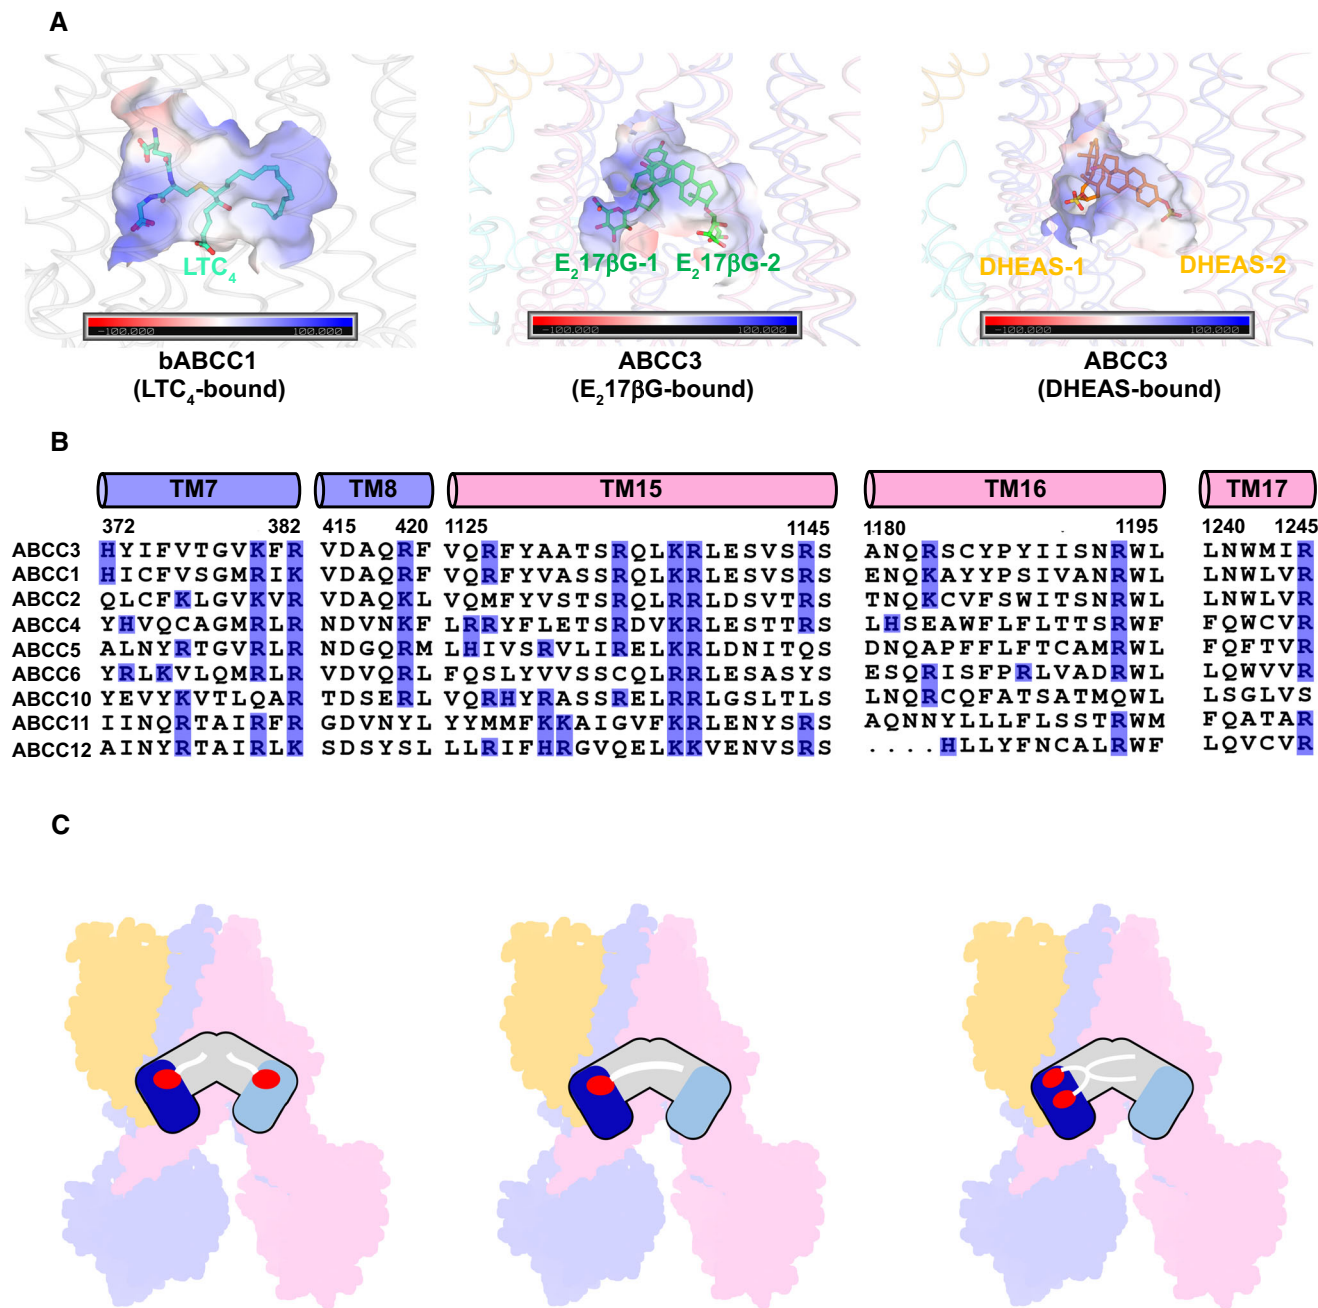 A
LTC4
E217βG-1 E217βG-2
DHEAS-1 DHEAS-2
-100.000 100.000
-100.000 100.000
-100.000 100.000
bABCC1
(LTC4-bound)
ABCC3
(E217βG-bound)
ABCC3
(DHEAS-bound)
B
TM7 TM8 TM15 TM16 TM17
372 382 415 420 1125 1145 1180 1195 1240 1245
ABCC3 HYIFVTGVKFR VDAQRF VQRFYAATSRQLKRLESVSRS ANQRSCYPYIISNRWL LNWMIR
ABCC1 HICFVSGMRIK VDAQRF VQRFYVASSRQLKRLESVSRS ENQKAYYPSIVANRWL LNWLVR
ABCC2 QLCFKLGVKVR VDAQKL VQMFYVSTSRQLRRLDSVTRS TNQKCVFSWITSNRWL LNWLVR
ABCC4 YHVQCAGMRLR NDVNKF LRRYFLETSRDVKRLESTTRS LHSEAWFLFLTTSRWF FQWCVR
ABCC5 ALNYRTGVRLR NDGQRM LHIVSRVLIRELKRLDNITQS DNQAPFFLFTCAMRWL FQFTVR
ABCC6 YRLKVLQMRLR VDVQRL FQSLYVVSSCQLRRLESASYS ESQRISFPRLVADRWL LQWVVR
ABCC10 YEVYKVTLQAR TDSERL VQRHYRASSRELRRLGSLTLS LNQRCQFATSATMQWL LSGLVS
ABCC11 IINQRTAIRFR GDVNYL YYMMFKKAIGVFKRLENYSRS AQNNYLLLFLSSTRWM FQATAR
ABCC12 AINYRTAIRLK SDSYSL LLRIFHRGVQELKKVENVSRS ....HLLYFNCALRWF LQVCVR
C